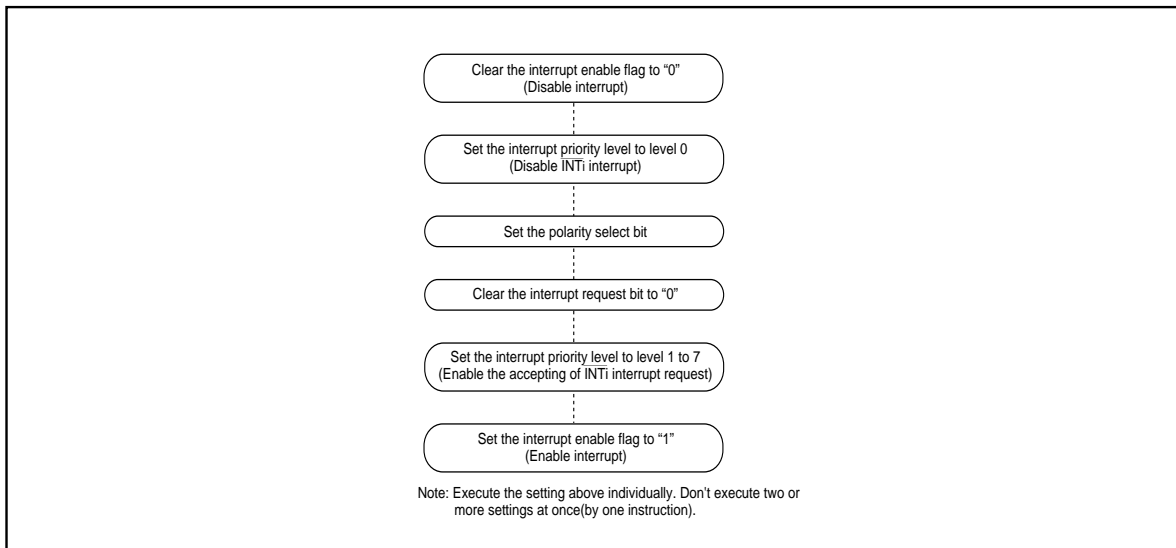 Clear the interrupt enable flag to “0”
(Disable interrupt)
Set the interrupt priority level to level 0
(Disable INTi interrupt)
Set the polarity select bit
Clear the interrupt request bit to “0”
Set the interrupt priority level to level 1 to 7
(Enable the accepting of INTi interrupt request)
Set the interrupt enable flag to “1”
(Enable interrupt)
Note: Execute the setting above individually. Don’t execute two or
more settings at once(by one instruction).